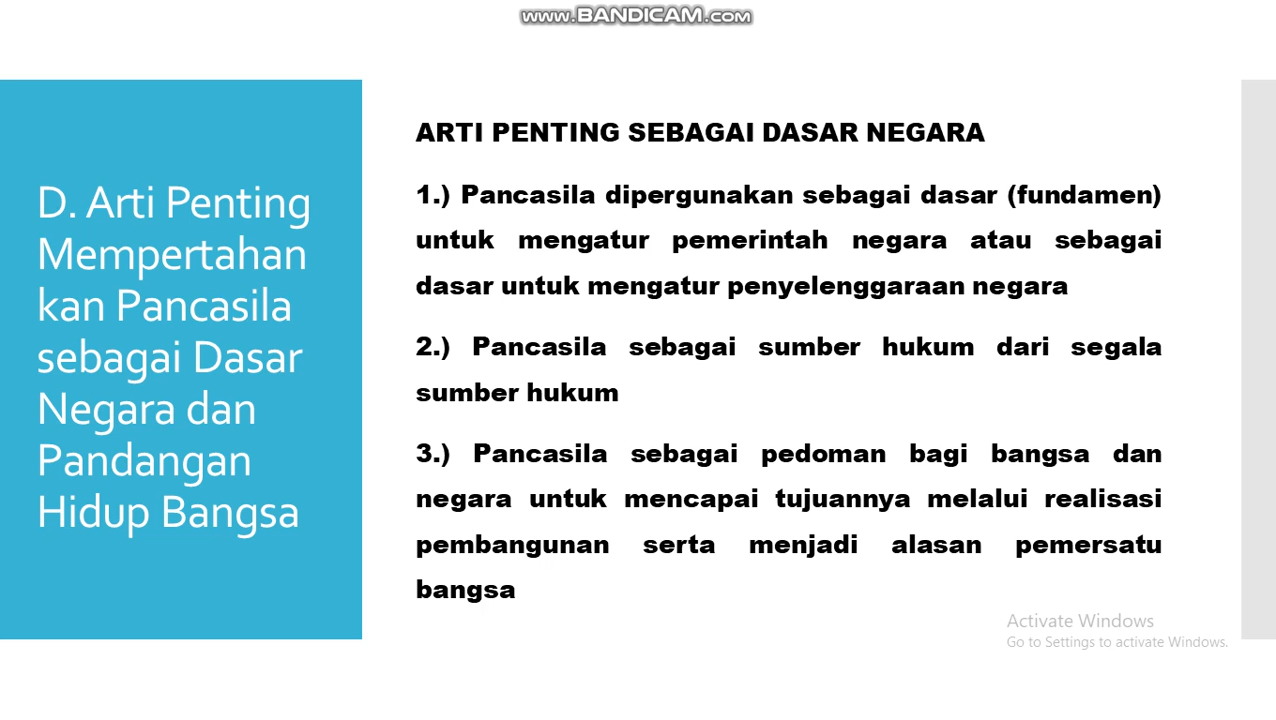 www.BANDICAM.com
D. Arti Penting
Mempertahan
kan Pancasila
sebagai Dasar
Negara dan
Pandangan
Hidup Bangsa
ARTI PENTING SEBAGAI DASAR NEGARA
1.) Pancasila dipergunakan sebagai dasar (fundamen)
untuk mengatur pemerintah negara atau sebagai
dasar untuk mengatur penyelenggaraan negara
2.) Pancasila sebagai sumber hukum dari segala
sumber hukum
3.) Pancasila sebagai pedoman bagi bangsa dan
negara untuk mencapai tujuannya melalui realisasi
pembangunan serta menjadi alasan pemersatu
bangsa
Activate Windows
Go to Settings to activate Windows.